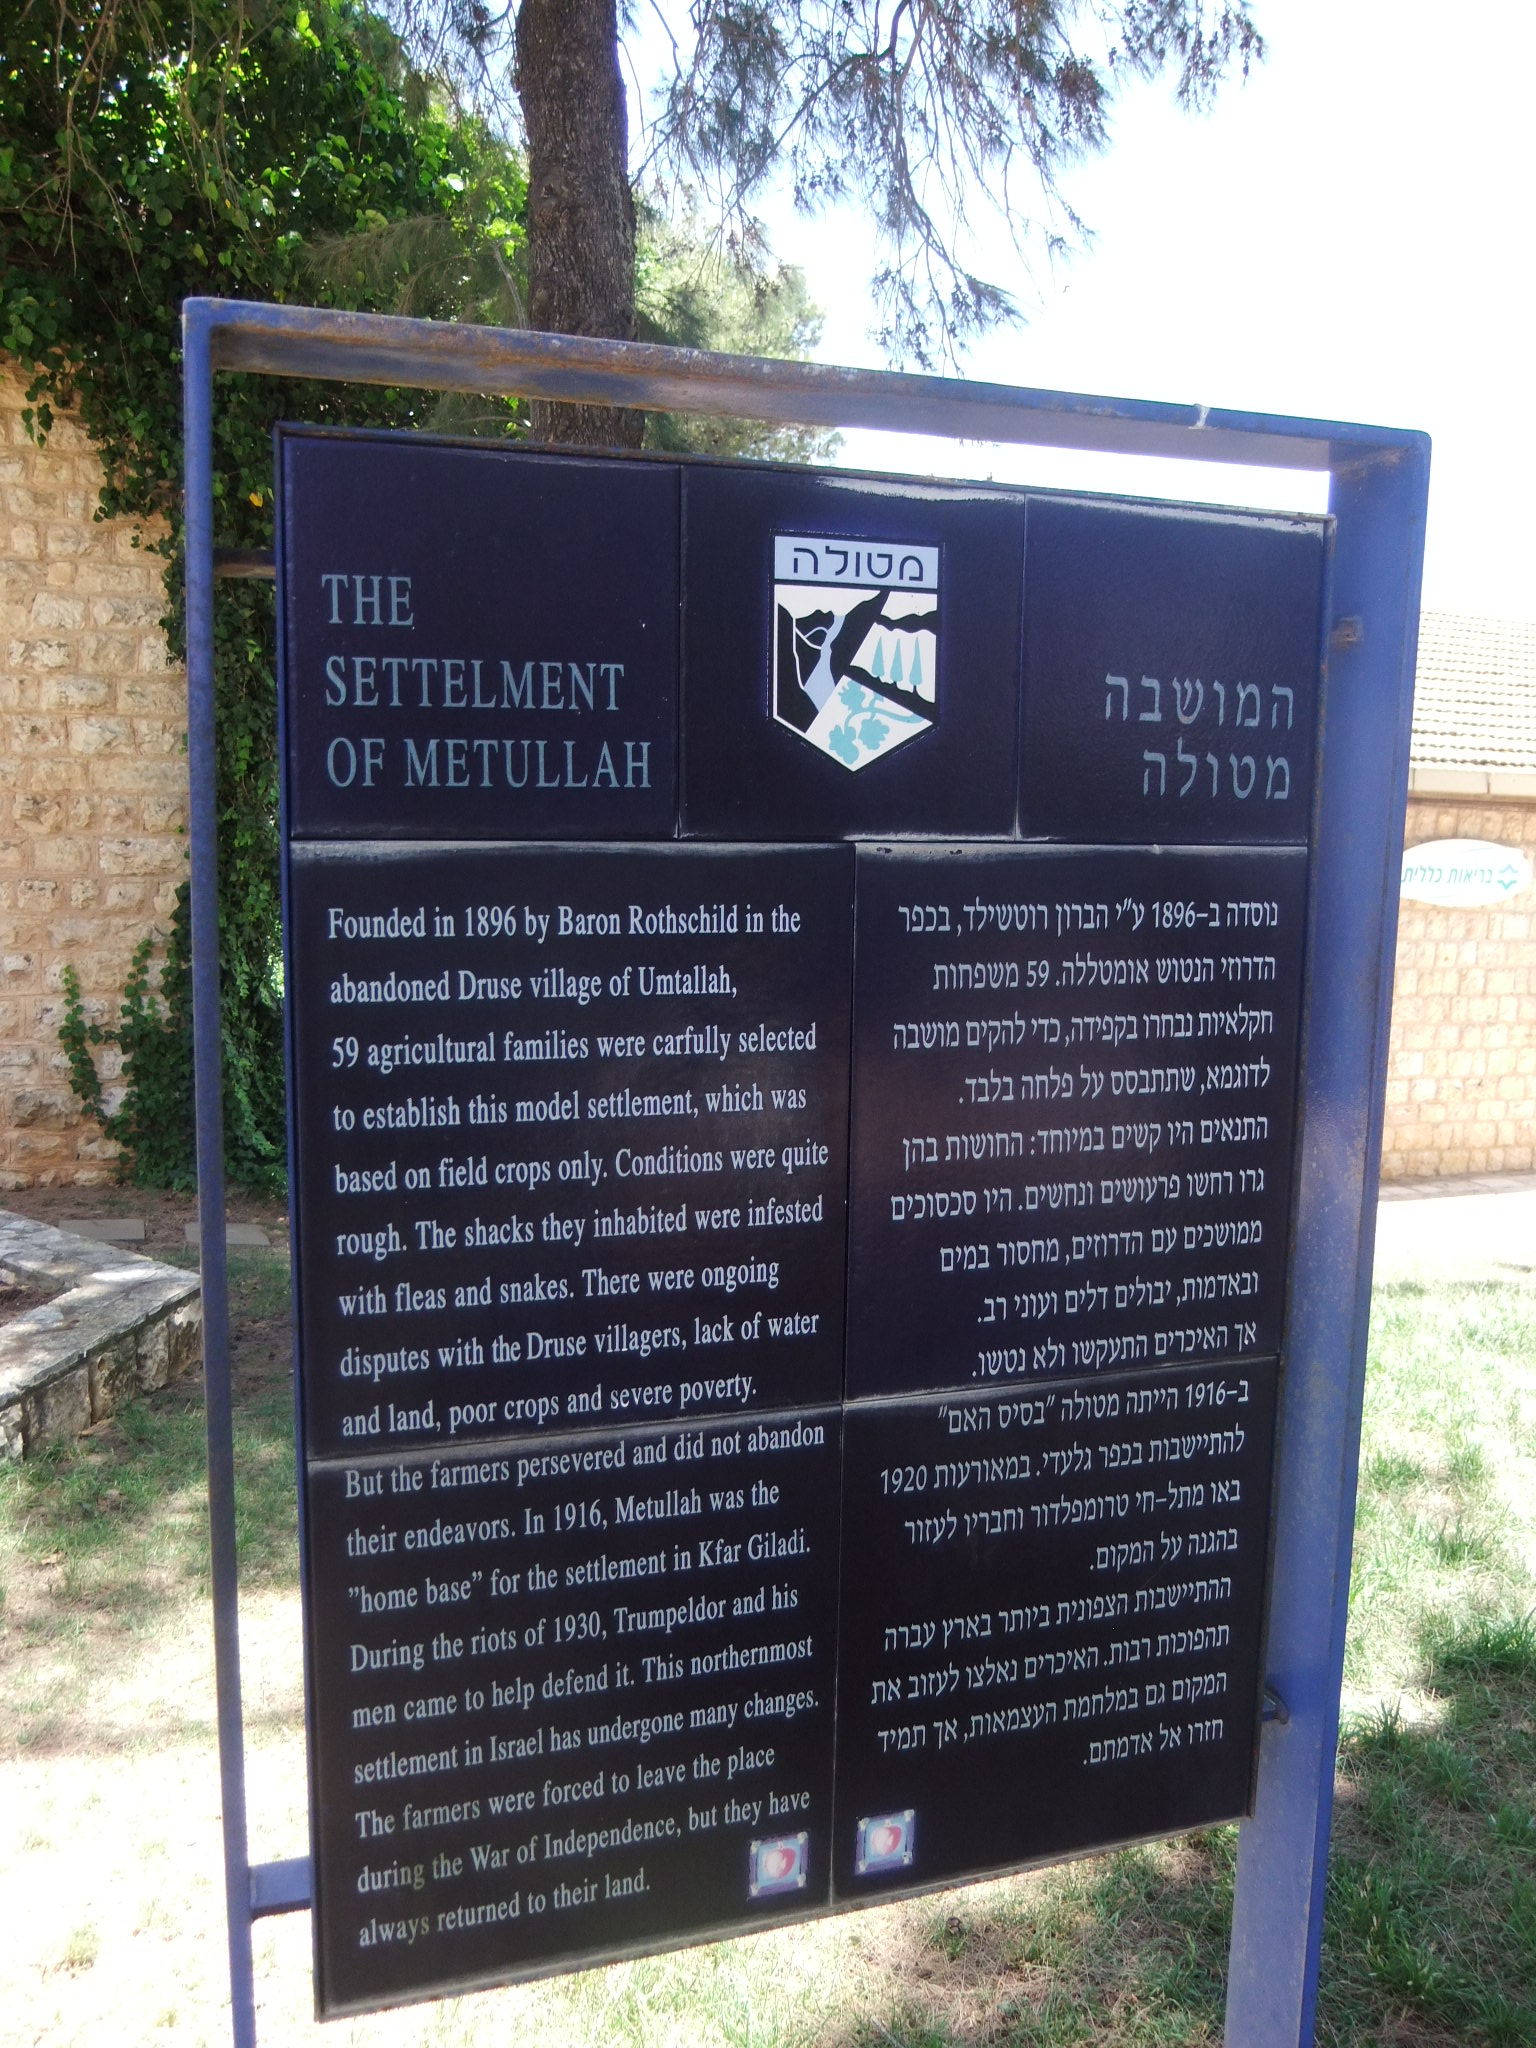 THE
SETTELMENT
OF METULLAH
מטולה
המושבה
מטולה
Founded in 1896 by Baron Rothschild in the
abandoned Druse village of Umtallah,
59 agricultural families were carfully selected
to establish this model settlement, which was
based on field crops only. Conditions were quite
rough. The shacks they inhabited were infested
with fleas and snakes. There were ongoing
disputes with the Druse villagers, lack of water
and land, poor crops and severe poverty.
But the farmers persevered and did not abandon
their endeavors. In 1916, Metullah was the
"home base" for the settlement in Kfar Giladi.
During the riots of 1930, Trumpeldor and his
men came to help defend it. This northernmost
settlement in Israel has undergone many changes.
The farmers were forced to leave the place
during the War of Independence, but they have
always returned to their land.
נוסדה ב-1896 ע"י הברון רוטשילד, בכפר
הדרוזי הנטוש אומטללה. 59 משפחות
חקלאיות נבחרו בקפידה, כדי להקים מושבה
לדוגמא, שתתבסס על פלחה בלבד.
התנאים היו קשים במיוחד: החושות בהן
גרו רחשו פרעושים ונחשים. היו סכסוכים
ממושכים עם הדרוזים, מחסור במים
ובאדמות, יבולים דלים ועוני רב.
אך האיכרים התעקשו ולא נטשו.
ב-1916 הייתה מטולה "בסיס האם"
להתיישבות בכפר גלעדי. במאורעות 1920
באו מתל-חי טרומפלדור וחבריו לעזור
בהגנה על המקום.
ההתיישבות הצפונית ביותר בארץ עברה
תהפוכות רבות. האיכרים נאלצו לעזוב את
המקום גם במלחמת העצמאות, אך תמיד
חזרו אל אדמתם.
בריאות כללית